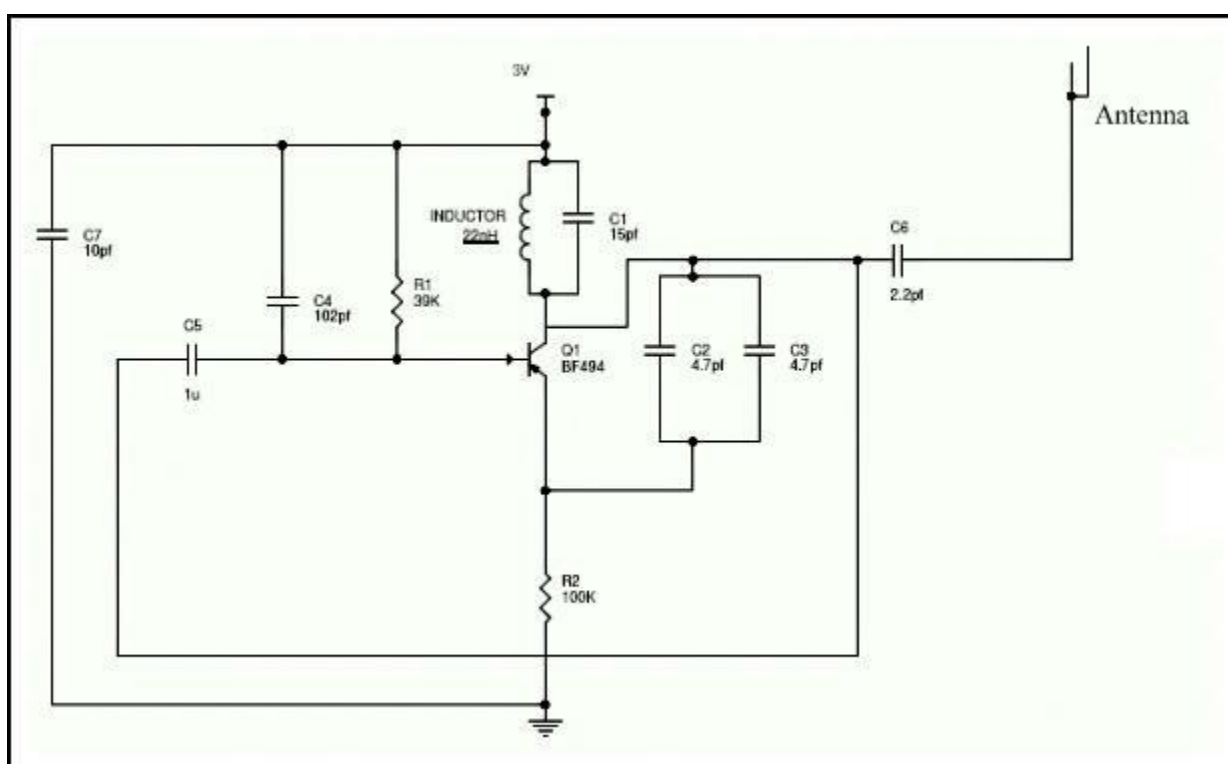 3V
Antenna
C7
10pf
C4
102pf
R1
39K
INDUCTOR
22nH
C1
15pf
C6
2.2pf
C5
1u
Q1
BF494
C2
4.7pf
C3
4.7pf
R2
100K